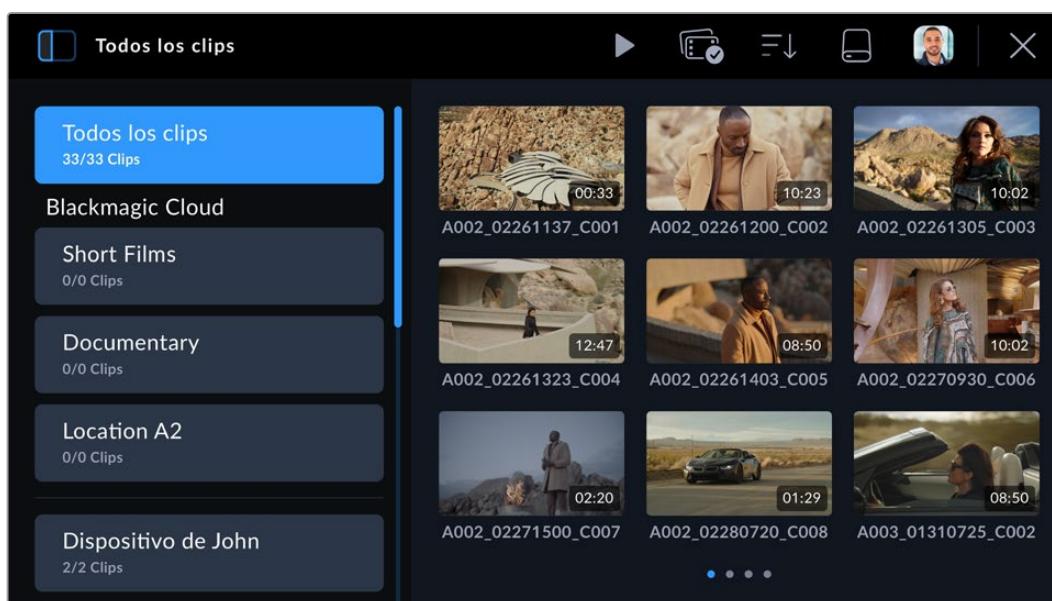 Todos los clips
Todos los clips
33/33 Clips
Blackmagic Cloud
Short Films
0/0 Clips
Documentary
0/0 Clips
Location A2
0/0 Clips
Dispositivo de John
2/2 Clips
00:33
10:23
10:02
A002_02261137_C001
A002_02261200_C002
A002_02261305_C003
12:47
08:50
10:02
A002_02261323_C004
A002_02261403_C005
A002_02270930_C006
02:20
01:29
08:50
A002_02271500_C007
A002_02280720_C008
A003_01310725_C002